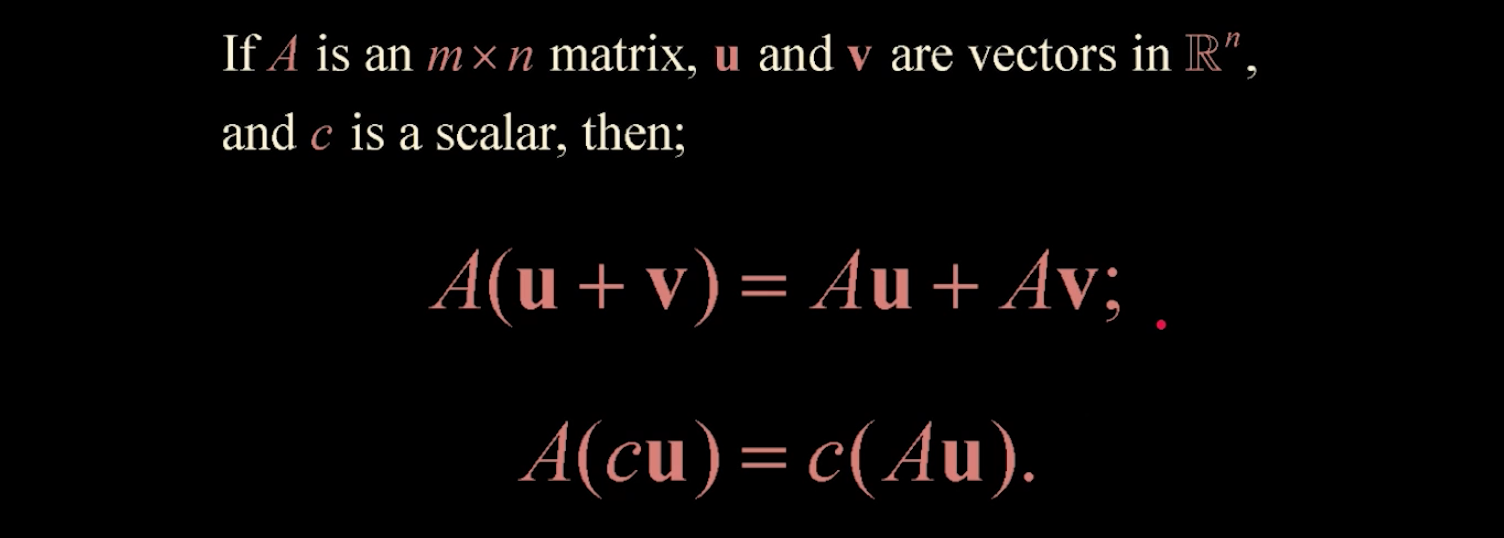 If A is an m × n matrix, u and v are vectors in ℝⁿ,
and c is a scalar, then;
A(u + v) = Au + Av;
A(cu) = c(Au).